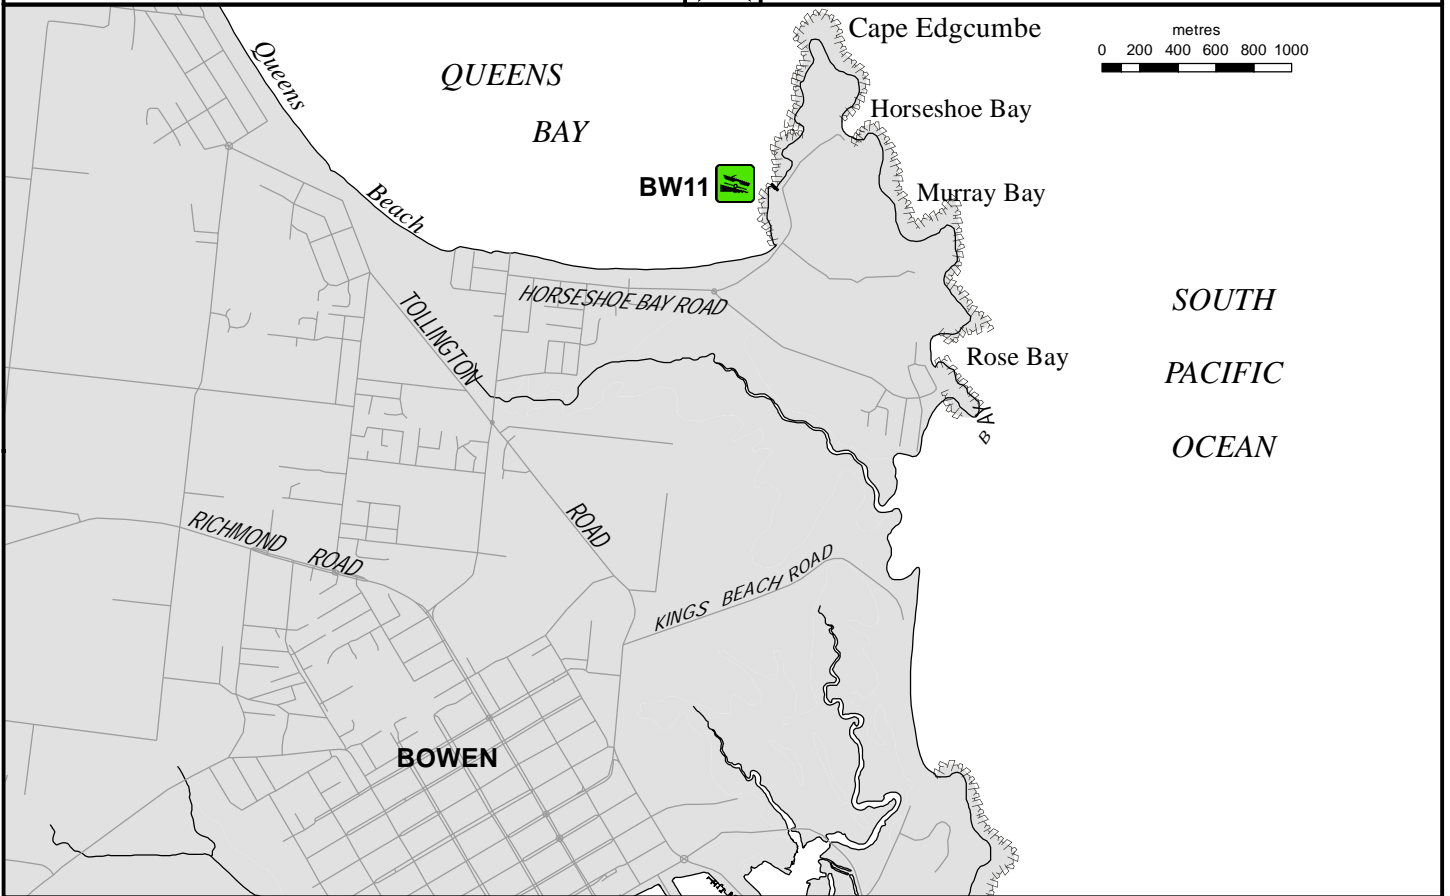 Cape Edgcumbe
metres
0 200 400 600 800 1000
Queens
QUEENS
BAY
Horseshoe Bay
BW11
Murray Bay
Beach
HORSESHOE BAY ROAD
SOUTH
PACIFIC
OCEAN
TOLLINGTON
ROAD
Rose Bay
B AY
RICHMOND ROAD
KINGS BEACH ROAD
BOWEN